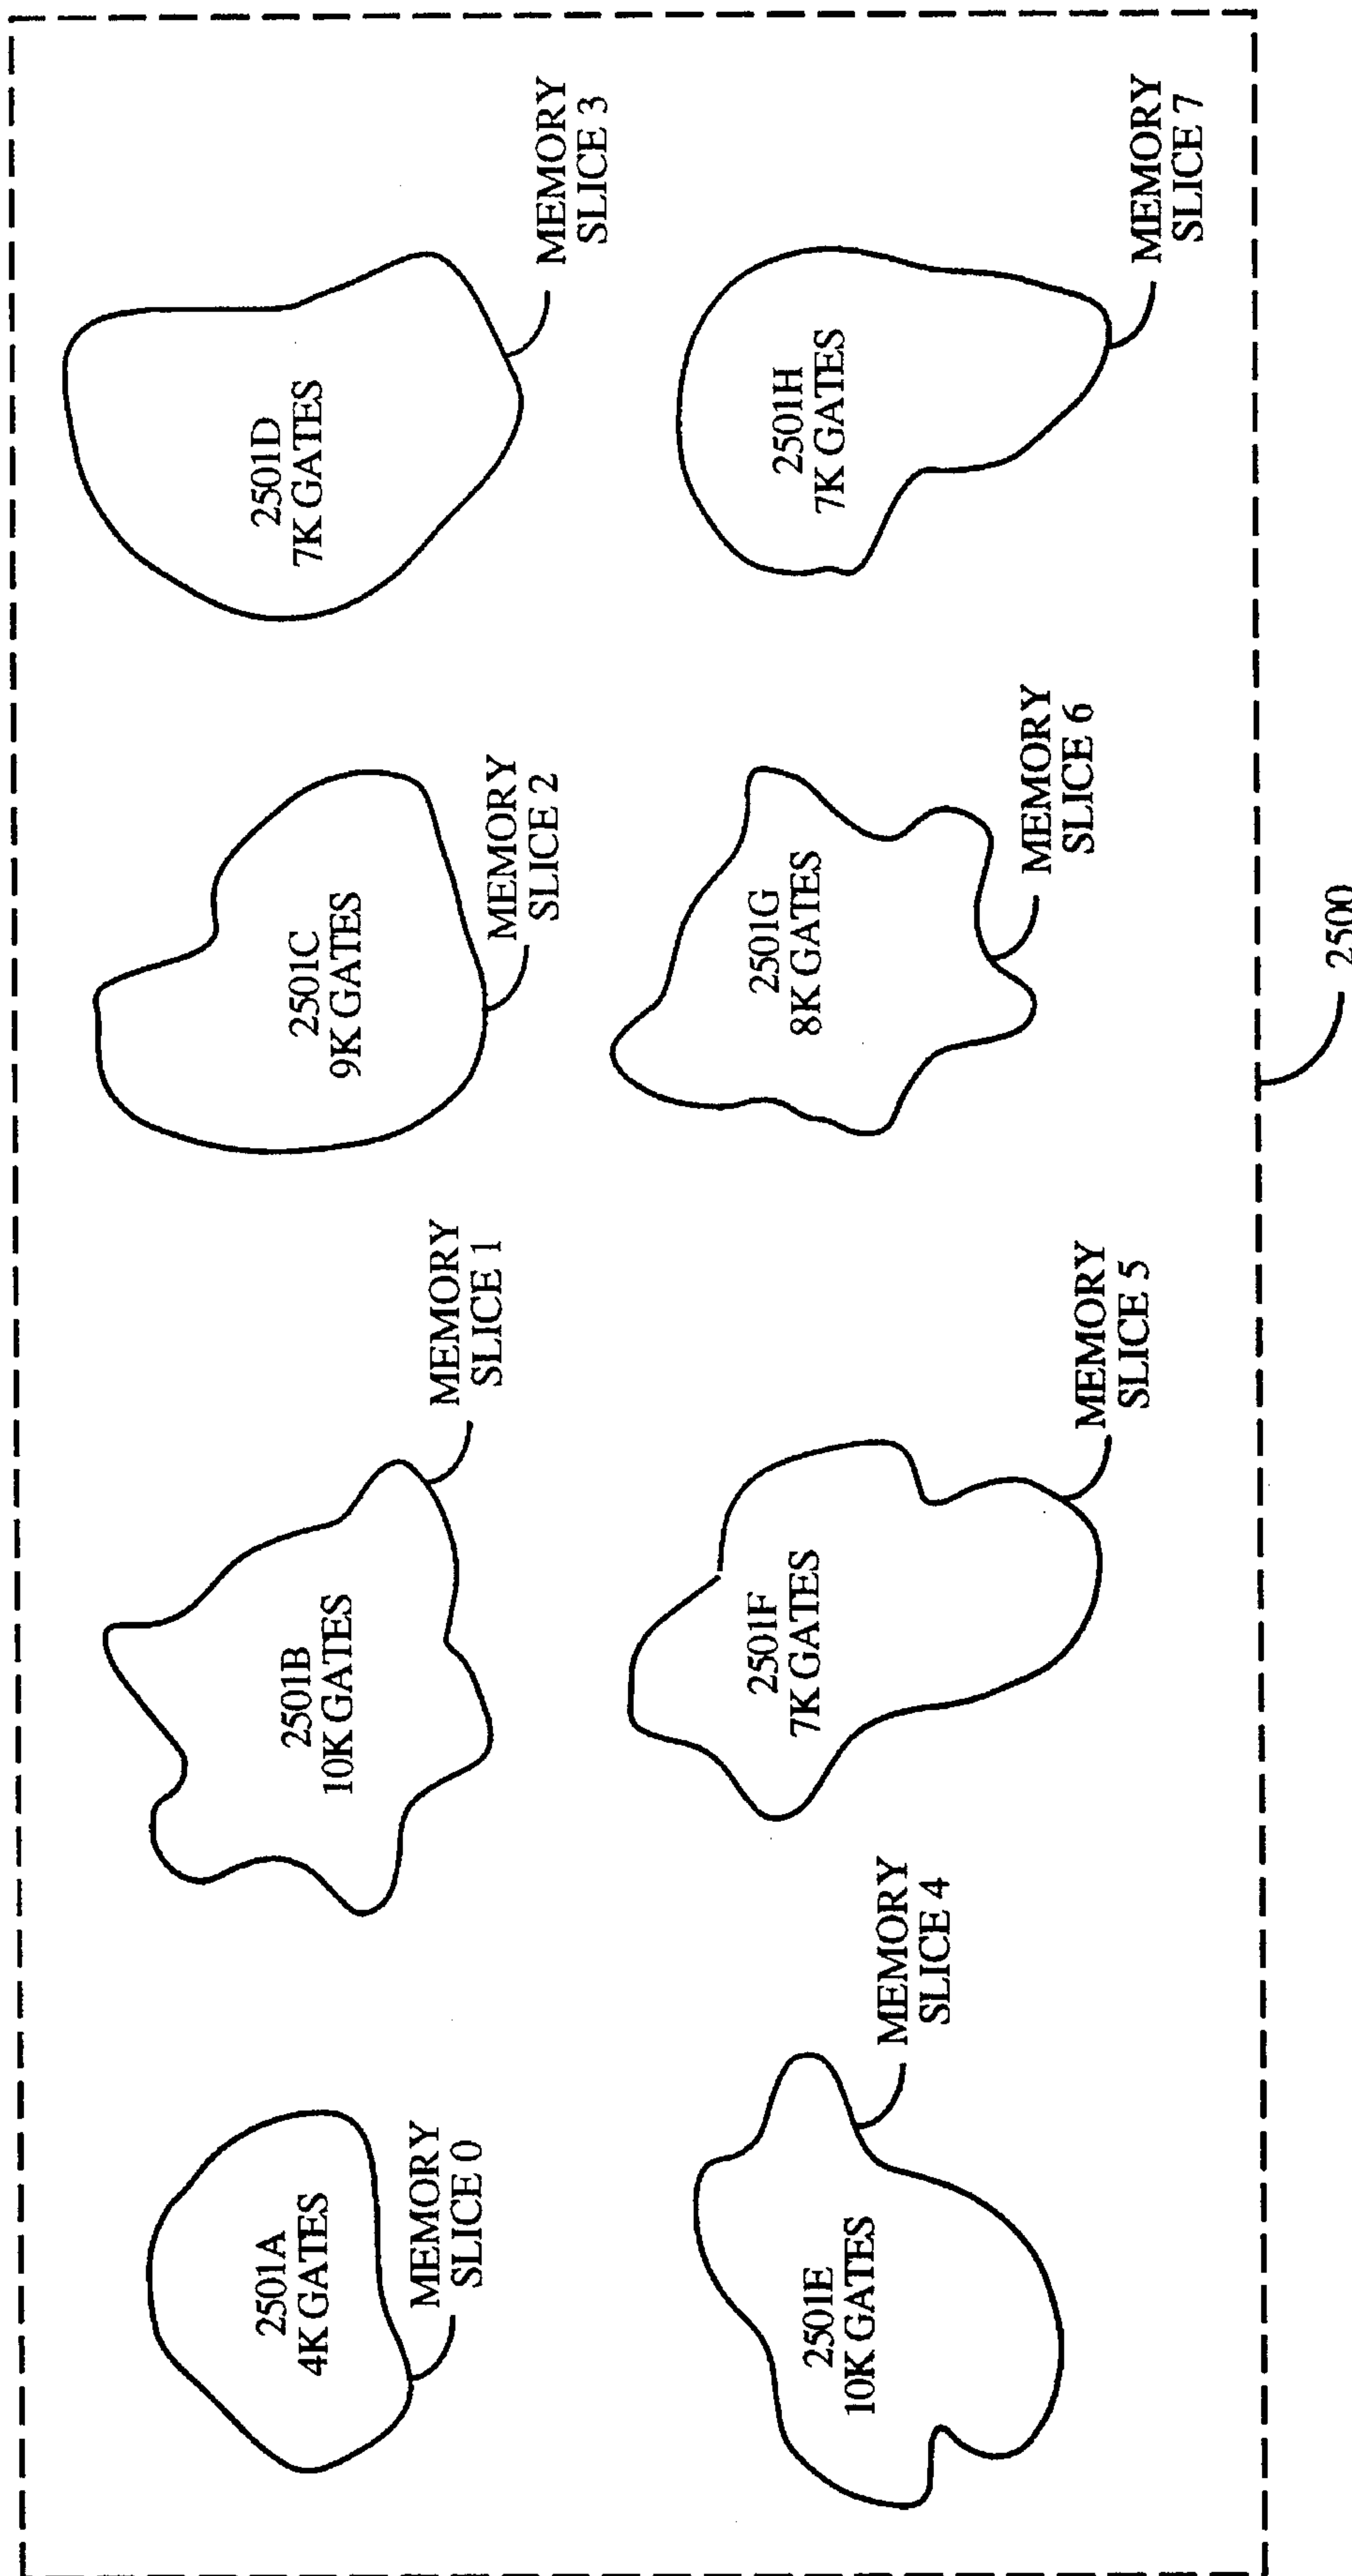 2501A
4K GATES
MEMORY
SLICE 0
2501B
10K GATES
MEMORY
SLICE 1
2501C
9K GATES
MEMORY
SLICE 2
2501D
7K GATES
MEMORY
SLICE 3
2501E
10K GATES
MEMORY
SLICE 4
2501F
7K GATES
MEMORY
SLICE 5
2501G
8K GATES
MEMORY
SLICE 6
2501H
7K GATES
MEMORY
SLICE 7
2500